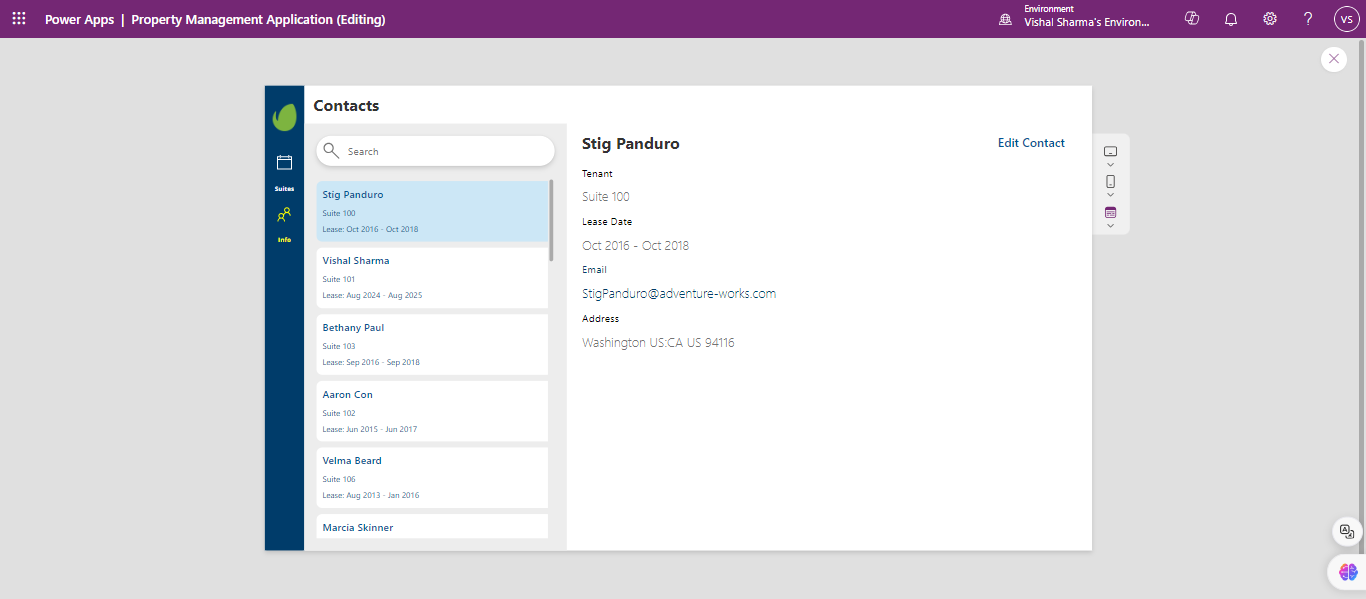 Power Apps | Property Management Application (Editing)
Environment
Vishal Sharma's Environ...
?
VS
Contacts
Suites
Info
Search
Stig Panduro
Suite 100
Lease: Oct 2016 - Oct 2018
Vishal Sharma
Suite 101
Lease: Aug 2024 - Aug 2025
Bethany Paul
Suite 103
Lease: Sep 2016 - Sep 2018
Aaron Con
Suite 102
Lease: Jun 2015 - Jun 2017
Velma Beard
Suite 106
Lease: Aug 2013 - Jan 2016
Marcia Skinner
Stig Panduro
Edit Contact
Tenant
Suite 100
Lease Date
Oct 2016 - Oct 2018
Email
StigPanduro@adventure-works.com
Address
Washington US:CA US 94116